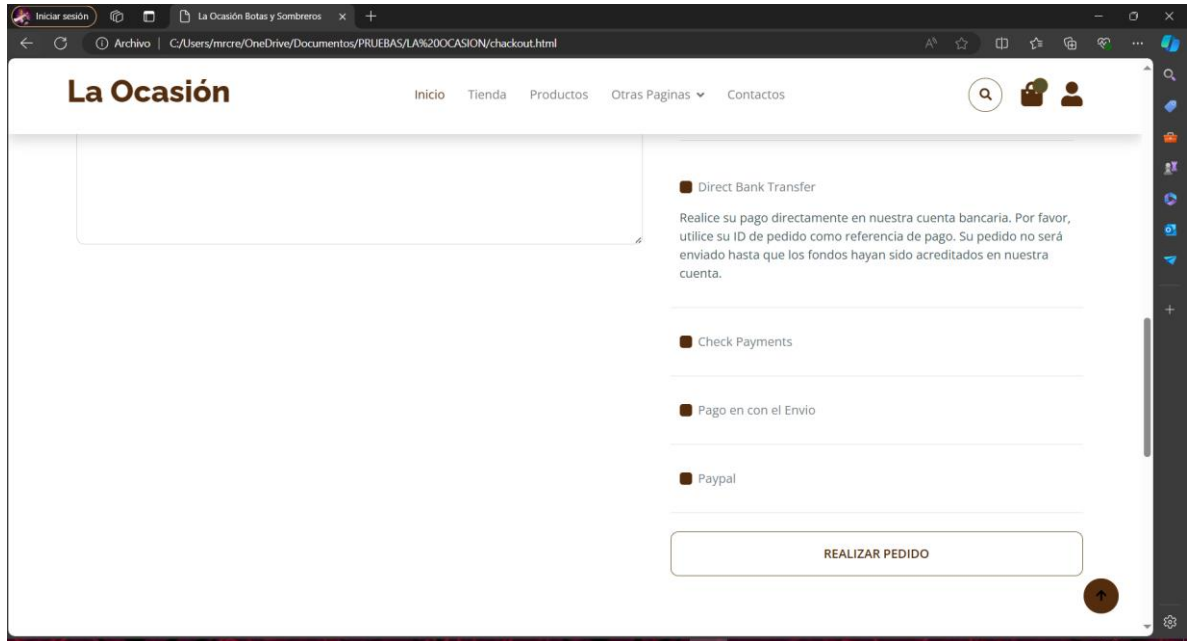 Iniciar sesión
La Ocasión Botas y Sombreros
Archivo | C:/Users/mrcre/OneDrive/Documentos/PRUEBAS/LA%20OCASION/chackout.html
La Ocasión
Inicio Tienda Productos Otras Paginas Contactos
Direct Bank Transfer
Realice su pago directamente en nuestra cuenta bancaria. Por favor,
utilice su ID de pedido como referencia de pago. Su pedido no será
enviado hasta que los fondos hayan sido acreditados en nuestra
cuenta.
Check Payments
Pago en con el Envio
Paypal
REALIZAR PEDIDO